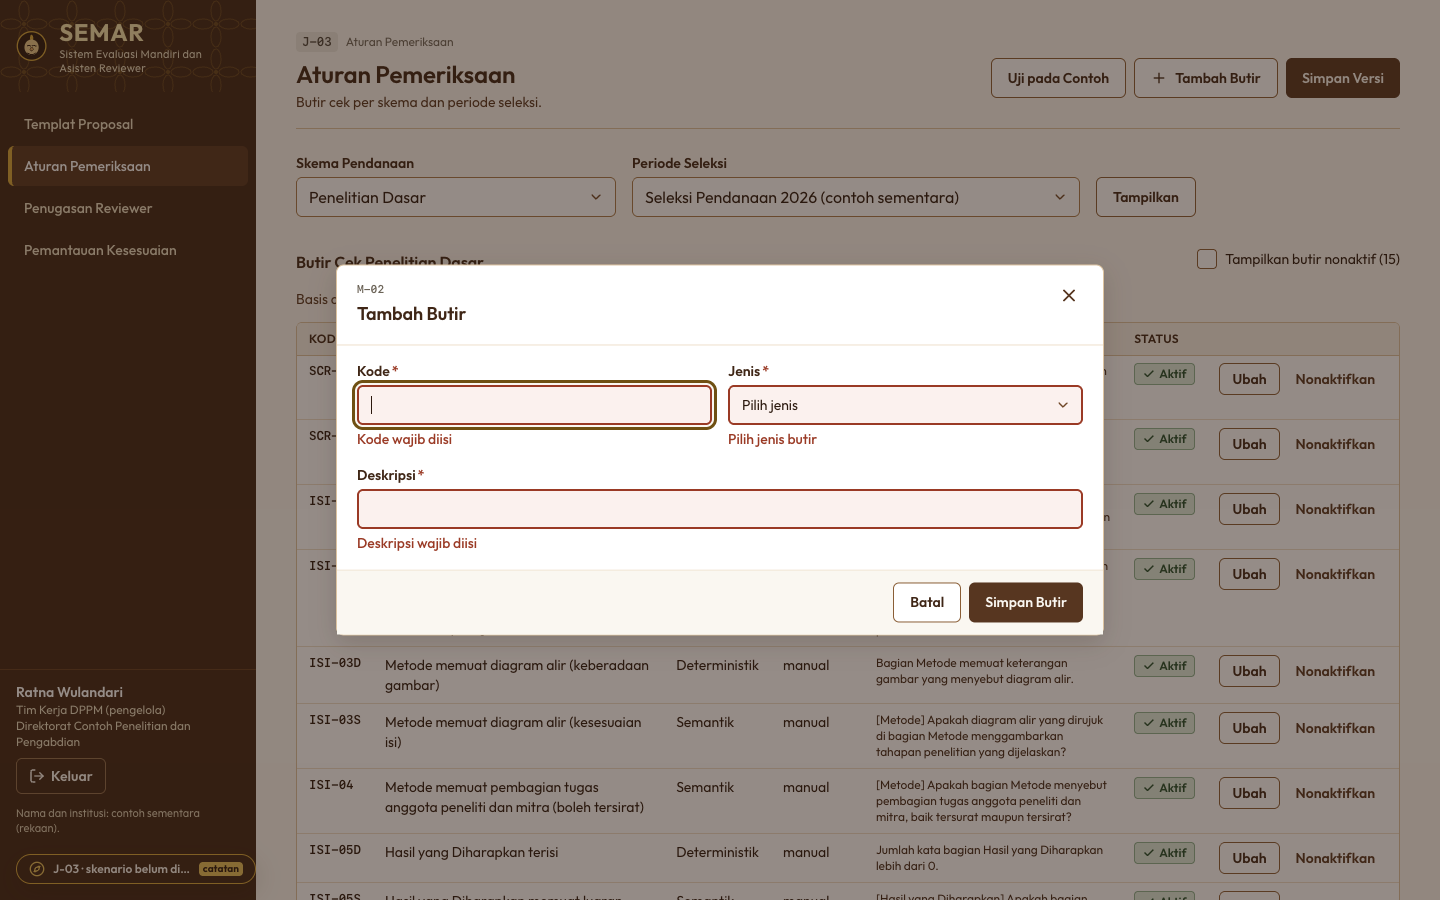 SEMAR
Sistem Evaluasi Mandiri dan
Asisten Reviewer
Templat Proposal
Aturan Pemeriksaan
Penugasan Reviewer
Pemantauan Kesesuaian
Ratna Wulandari
Tim Kerja DPPM (pengelola)
Direktorat Contoh Penelitian dan
Pengabdian
Keluar
Nama dan institusi: contoh sementara
(rekaan).
J-03 · skenario belum di... catatan
J-03 Aturan Pemeriksaan
Aturan Pemeriksaan
Butir cek per skema dan periode seleksi.
Uji pada Contoh
Tambah Butir
Simpan Versi
Skema Pendanaan
Penelitian Dasar
Periode Seleksi
Seleksi Pendanaan 2026 (contoh sementara)
Tampilkan
Butir Cek Penelitian Dasar
Tampilkan butir nonaktif (15)
Basis
STATUS
Aktif Ubah Nonaktifkan
Aktif Ubah Nonaktifkan
Aktif Ubah Nonaktifkan
Aktif Ubah Nonaktifkan
M-02
Tambah Butir
Kode *
Kode wajib diisi
Jenis *
Pilih jenis
Pilih jenis butir
Deskripsi *
Deskripsi wajib diisi
Batal
Simpan Butir
ISI-03D Metode memuat diagram alir (keberadaan Deterministik manual Bagian Metode memuat keterangan Aktif Ubah Nonaktifkan
gambar) gambar yang menyebut diagram alir.
ISI-03S Metode memuat diagram alir (kesesuaian Semantik manual [Metode] Apakah diagram alir yang dirujuk Aktif Ubah Nonaktifkan
isi) di bagian Metode menggambarkan
tahapan penelitian yang dijelaskan?
ISI-04 Metode memuat pembagian tugas Semantik manual [Metode] Apakah bagian Metode menyebut Aktif Ubah Nonaktifkan
anggota peneliti dan mitra (boleh tersirat) pembagian tugas anggota peneliti dan
mitra, baik tersurat maupun tersirat?
ISI-05D Hasil yang Diharapkan terisi Deterministik manual Jumlah kata bagian Hasil yang Diharapkan Aktif Ubah Nonaktifkan
lebih dari 0.